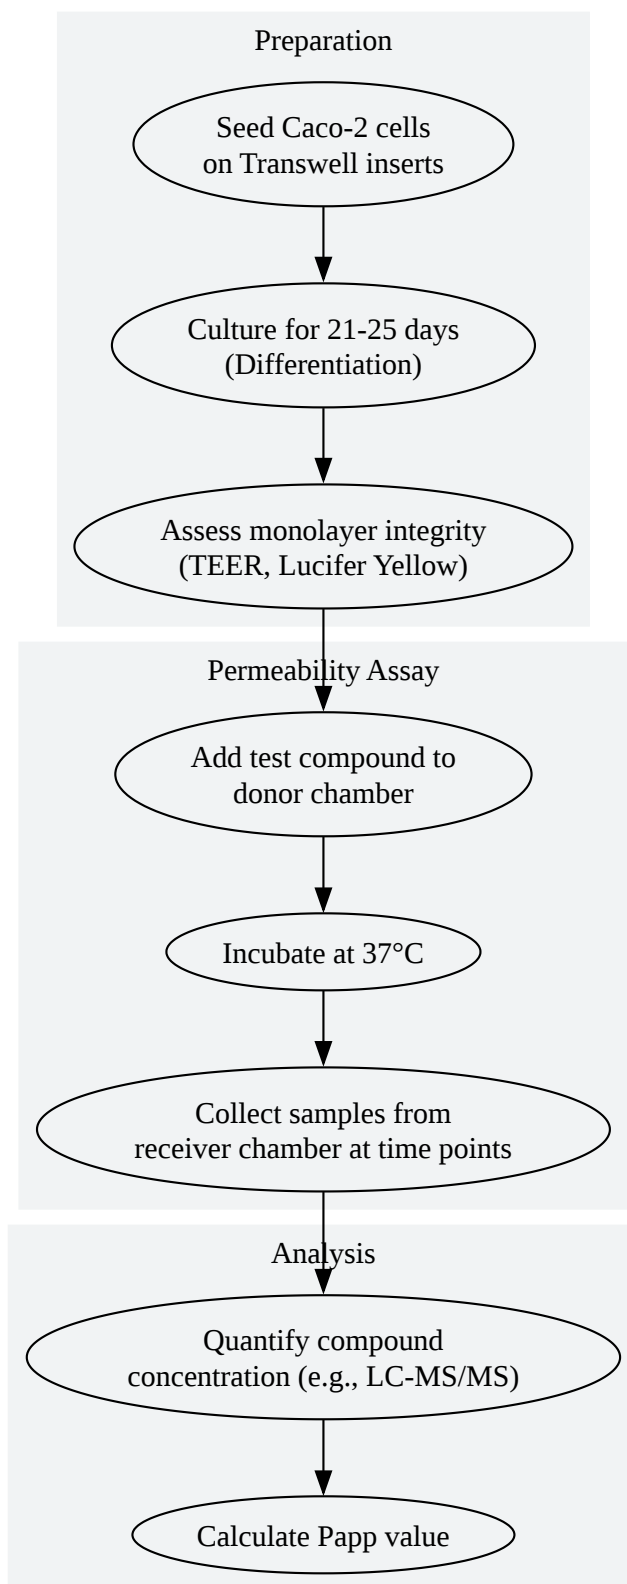 Preparation
Seed Caco-2 cells
on Transwell inserts
Culture for 21-25 days
(Differentiation)
Assess monolayer integrity
(TEER, Lucifer Yellow)
Permeability Assay
Add test compound to
donor chamber
Incubate at 37°C
Collect samples from
receiver chamber at time points
Analysis
Quantify compound
concentration (e.g., LC-MS/MS)
Calculate Papp value